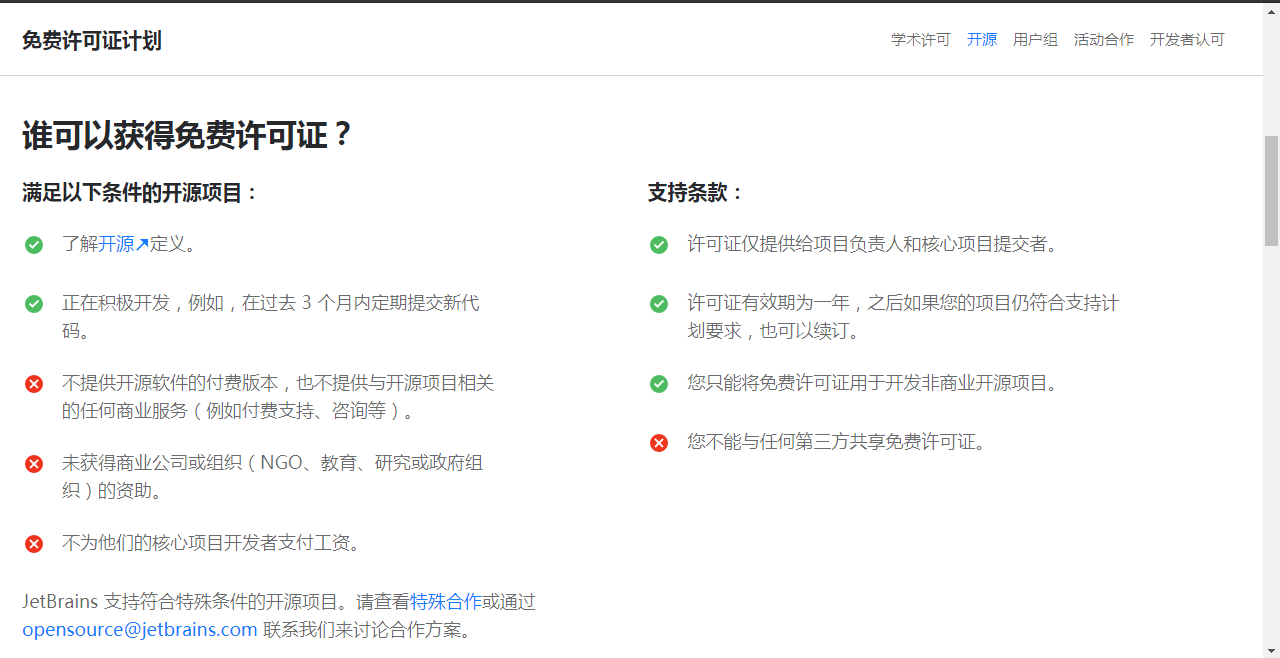 免费许可证计划
学术许可 开源 用户组 活动合作 开发者认可
谁可以获得免费许可证？
满足以下条件的开源项目：
了解开源↗定义。
正在积极开发，例如，在过去 3 个月内定期提交新代
码。
不提供开源软件的付费版本，也不提供与开源项目相关
的任何商业服务（例如付费支持、咨询等）。
未获得商业公司或组织（NGO、教育、研究或政府组
织）的资助。
不为他们的核心项目开发者支付工资。
JetBrains 支持符合特殊条件的开源项目。请查看特殊合作或通过
opensource@jetbrains.com 联系我们来讨论合作方案。
支持条款：
许可证仅提供给项目负责人和核心项目提交者。
许可证有效期为一年，之后如果您的项目仍符合支持计
划要求，也可以续订。
您只能将免费许可证用于开发非商业开源项目。
您不能与任何第三方共享免费许可证。